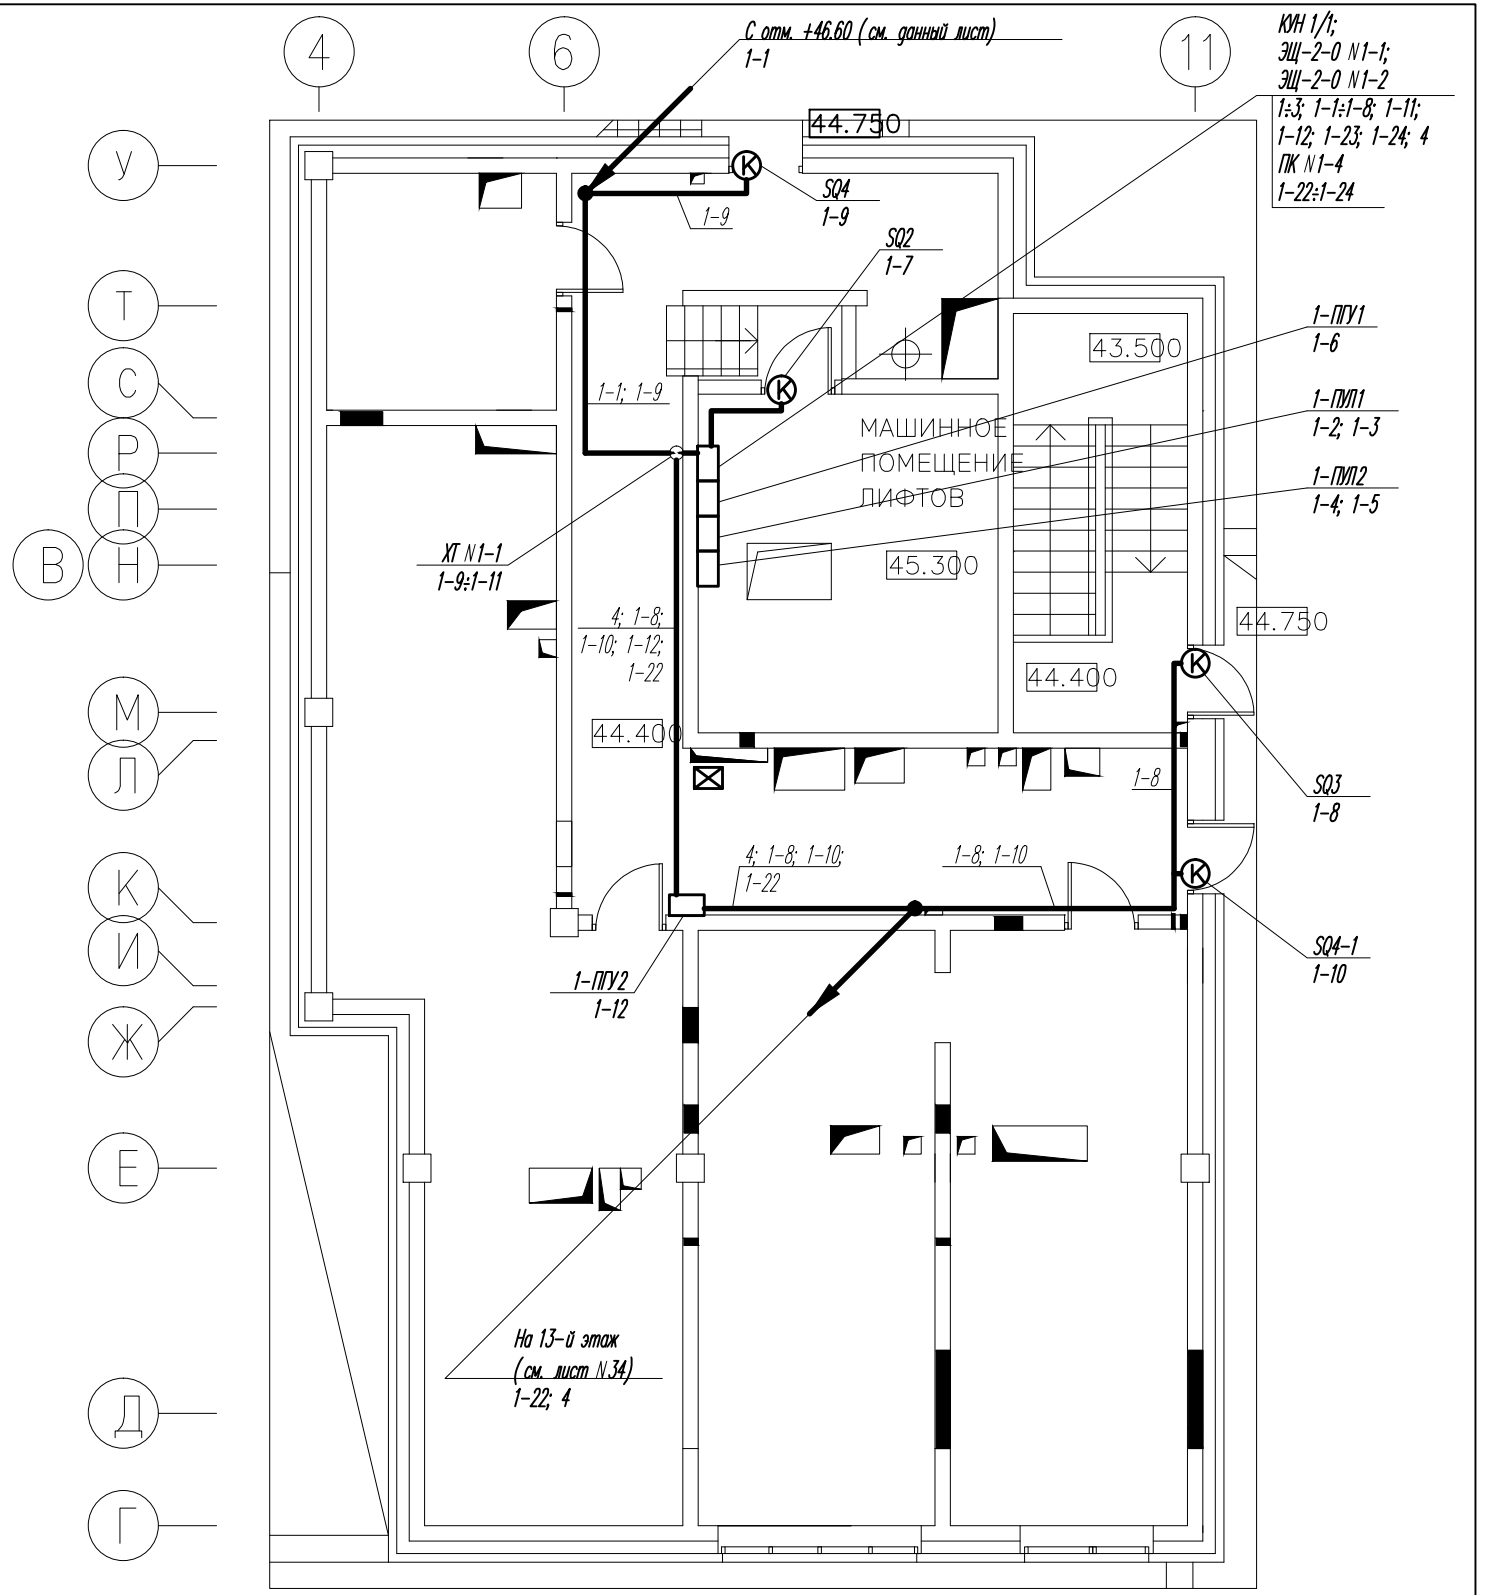 4
6
11
С отм. +46.60 (см. данный лист)
1-1
КУН 1/1;
ЭЩ-2-0 N1-1;
ЭЩ-2-0 N1-2
1÷3; 1-1÷1-8; 1-11;
1-12; 1-23; 1-24; 4
ПК N1-4
1-22÷1-24
44.750
У
К
SQ4
1-9
1-9
SQ2
1-7
Т
1-ПГУ1
1-6
43.500
С
К
1-1; 1-9
1-ПУЛ1
1-2; 1-3
МАШИННОЕ
ПОМЕЩЕНИЕ
ЛИФТОВ
Р
1-ПУЛ2
1-4; 1-5
П
ХТ N1-1
1-9÷1-11
45.300
В
Н
4; 1-8;
1-10; 1-12;
1-22
44.750
К
44.400
М
44.400
Л
1-8
SQ3
1-8
4; 1-8; 1-10;
1-22
1-8; 1-10
К
К
И
SQ4-1
1-10
1-ПГУ2
1-12
Ж
Е
На 13-й этаж
(см. лист N34)
1-22; 4
Д
Г